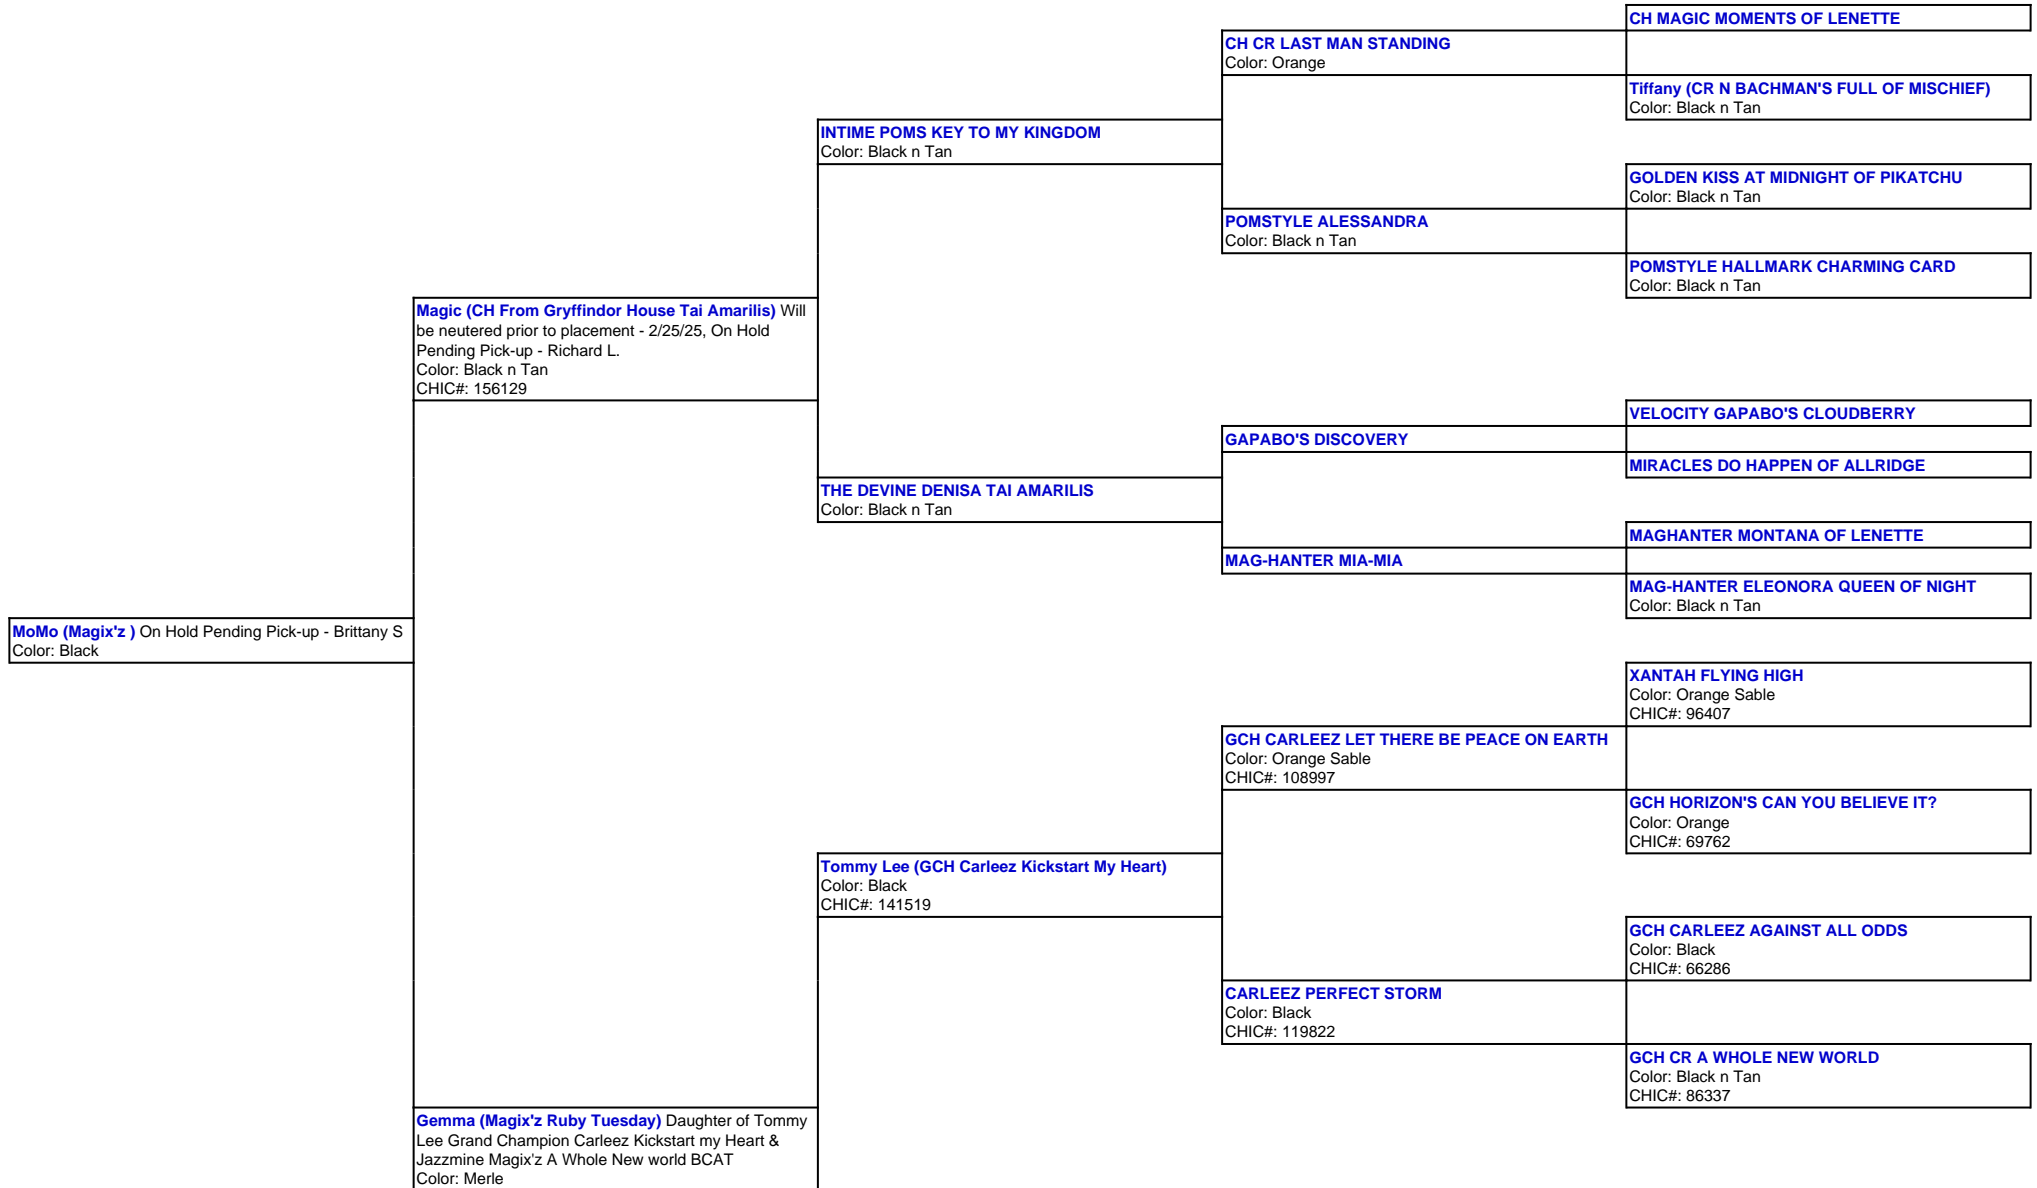 CH MAGIC MOMENTS OF LENETTE
CH CR LAST MAN STANDING
Color: Orange
Tiffany (CR N BACHMAN'S FULL OF MISCHIEF)
Color: Black n Tan
INTIME POMS KEY TO MY KINGDOM
Color: Black n Tan
GOLDEN KISS AT MIDNIGHT OF PIKATCHU
Color: Black n Tan
POMSTYLE ALESSANDRA
Color: Black n Tan
POMSTYLE HALLMARK CHARMING CARD
Color: Black n Tan
Magic (CH From Gryffindor House Tai Amarilis) Will
be neutered prior to placement - 2/25/25, On Hold
Pending Pick-up - Richard L.
Color: Black n Tan
CHIC#: 156129
VELOCITY GAPABO'S CLOUDBERRY
GAPABO'S DISCOVERY
MIRACLES DO HAPPEN OF ALLRIDGE
THE DEVINE DENISA TAI AMARILIS
Color: Black n Tan
MAGHANTER MONTANA OF LENETTE
MAG-HANTER MIA-MIA
MAG-HANTER ELEONORA QUEEN OF NIGHT
Color: Black n Tan
MoMo (Magix'z ) On Hold Pending Pick-up - Brittany S
Color: Black
XANTAH FLYING HIGH
Color: Orange Sable
CHIC#: 96407
GCH CARLEEZ LET THERE BE PEACE ON EARTH
Color: Orange Sable
CHIC#: 108997
GCH HORIZON'S CAN YOU BELIEVE IT?
Color: Orange
CHIC#: 69762
Tommy Lee (GCH Carleez Kickstart My Heart)
Color: Black
CHIC#: 141519
GCH CARLEEZ AGAINST ALL ODDS
Color: Black
CHIC#: 66286
CARLEEZ PERFECT STORM
Color: Black
CHIC#: 119822
GCH CR A WHOLE NEW WORLD
Color: Black n Tan
CHIC#: 86337
Gemma (Magix'z Ruby Tuesday) Daughter of Tommy
Lee Grand Champion Carleez Kickstart my Heart &
Jazzmine Magix'z A Whole New world BCAT
Color: Merle